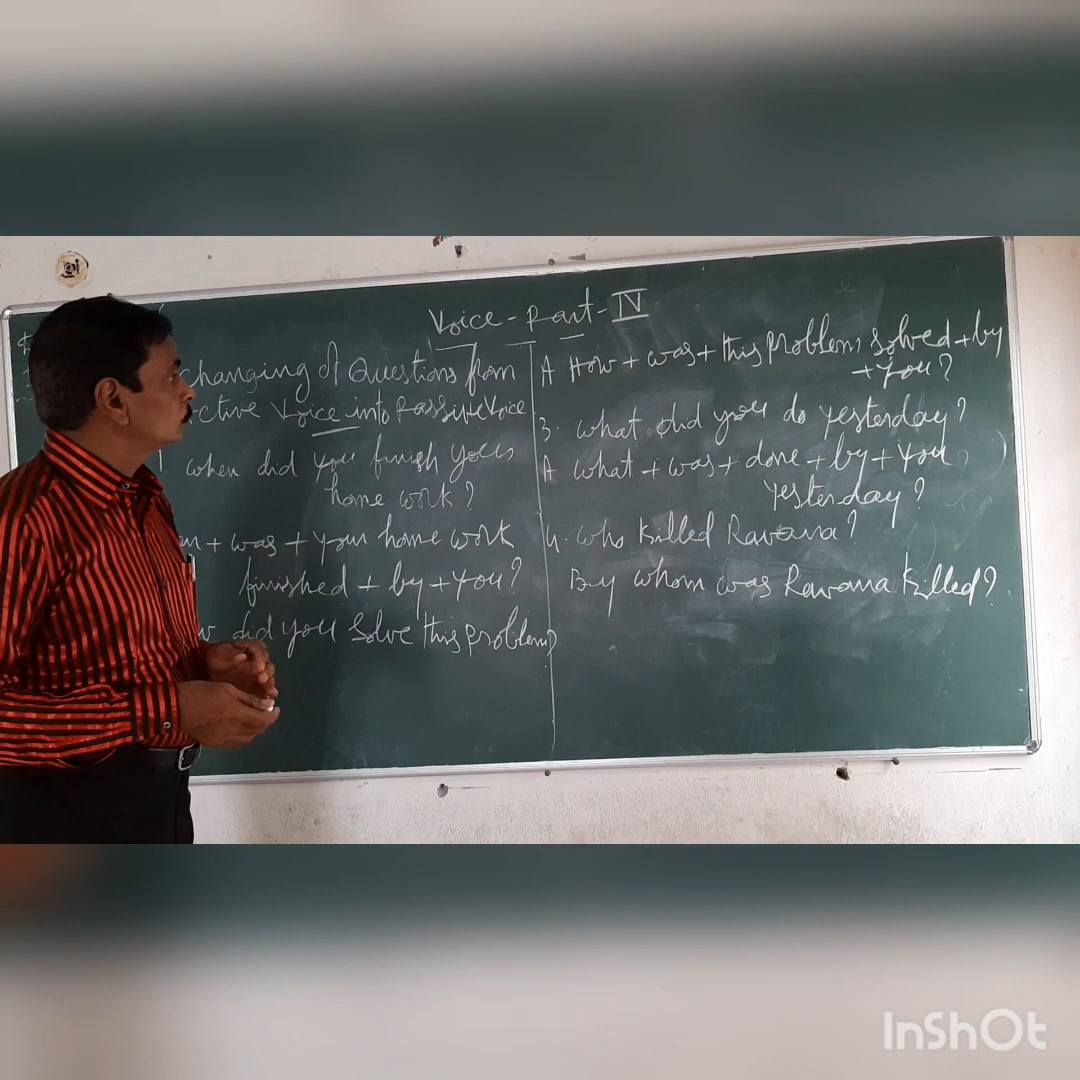 Voice - Part - IV
changing of Questions from
ctive Voice into Passive Voice
when did you finish your
home work?
en + was + your home work
finished + by + you?
w did you solve this problem?
A How + was + this problem solved + by
+ you?
3. what did you do yesterday?
A what + was + done + by + you
yesterday?
4. who killed Ravana?
By whom was Ravana killed?
InShOt